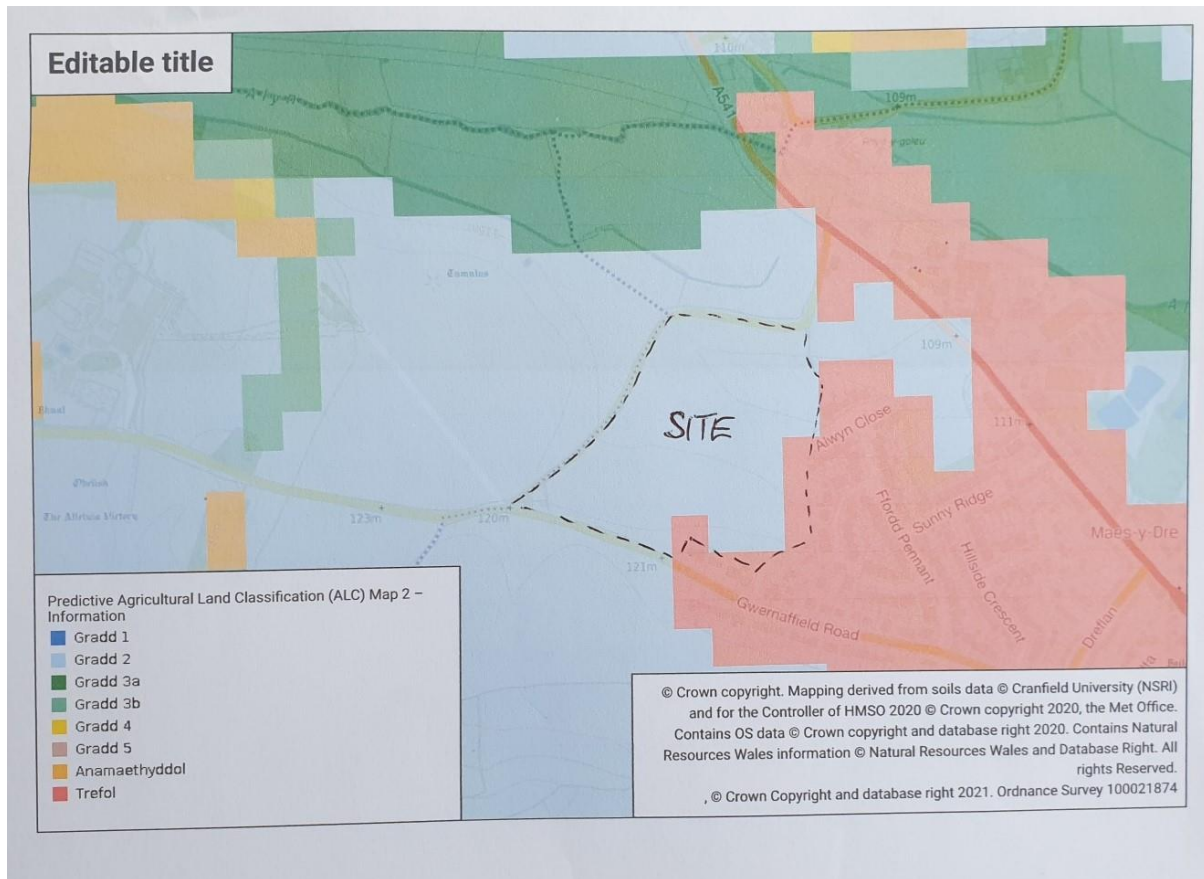 Editable title
110m
A541
109m
SITE
109m
Alwyn Close
111m
Tumulus
123m
120m
121m
Sunny Ridge
Ffordd Pennant
Hillside Crescent
Maes-y-Dre
Gwernaffield Road
Dreflan
The Alleluia Victory
Predictive Agricultural Land Classification (ALC) Map 2 –
Information
Gradd 1
Gradd 2
Gradd 3a
Gradd 3b
Gradd 4
Gradd 5
Anamaethyddol
Trefol
© Crown copyright. Mapping derived from soils data © Cranfield University (NSRI)
and for the Controller of HMSO 2020 © Crown copyright 2020, the Met Office.
Contains OS data © Crown copyright and database right 2020. Contains Natural
Resources Wales information © Natural Resources Wales and Database Right. All
rights Reserved.
, © Crown Copyright and database right 2021. Ordnance Survey 100021874